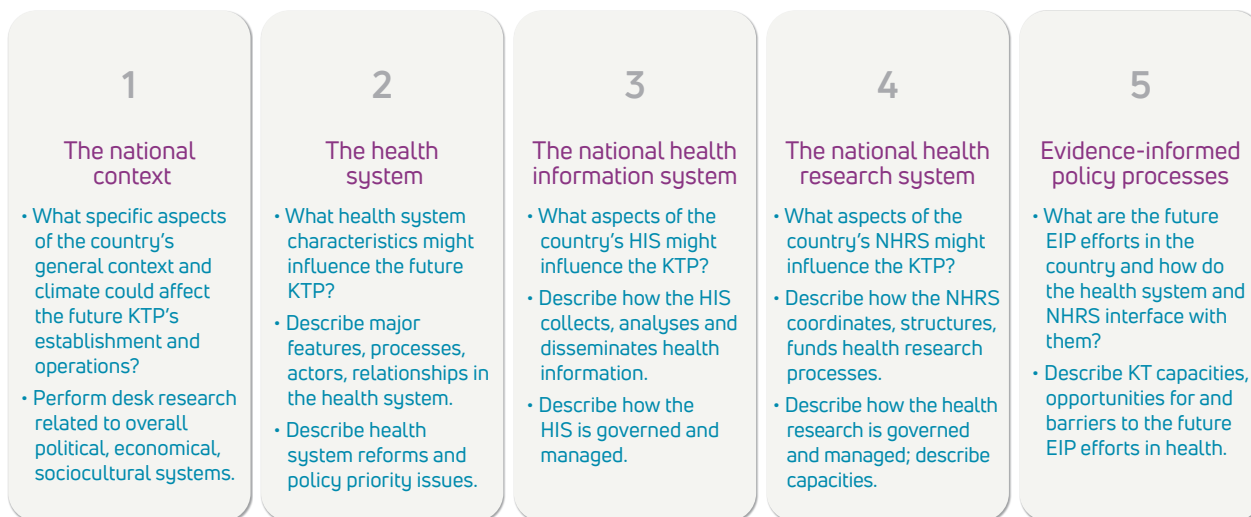 1
The national
context
• What specific aspects
of the country's
general context and
climate could affect
the future KTP's
establishment and
operations?
• Perform desk research
related to overall
political, economical,
sociocultural systems.
2
The health
system
• What health system
characteristics might
influence the future
KTP?
• Describe major
features, processes,
actors, relationships in
the health system.
• Describe health
system reforms and
policy priority issues.
3
The national health
information system
• What aspects of the
country's HIS might
influence the KTP?
• Describe how the HIS
collects, analyses and
disseminates health
information.
• Describe how the
HIS is governed and
managed.
4
The national health
research system
• What aspects of the
country's NHRS might
influence the KTP?
• Describe how the NHRS
coordinates, structures,
funds health research
processes.
• Describe how the health
research is governed
and managed; describe
capacities.
5
Evidence-informed
policy processes
• What are the future
EIP efforts in the
country and how do
the health system and
NHRS interface with
them?
• Describe KT capacities,
opportunities for and
barriers to the future
EIP efforts in health.